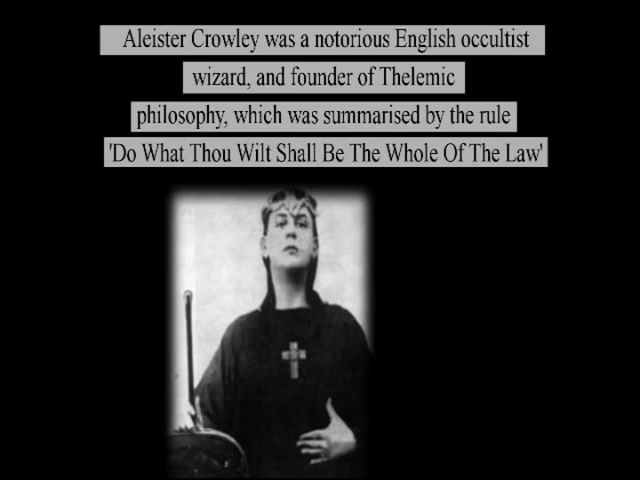 Aleister Crowley was a notorious English occultist
wizard, and founder of Thelemic
philosophy, which was summarised by the rule
'Do What Thou Wilt Shall Be The Whole Of The Law'